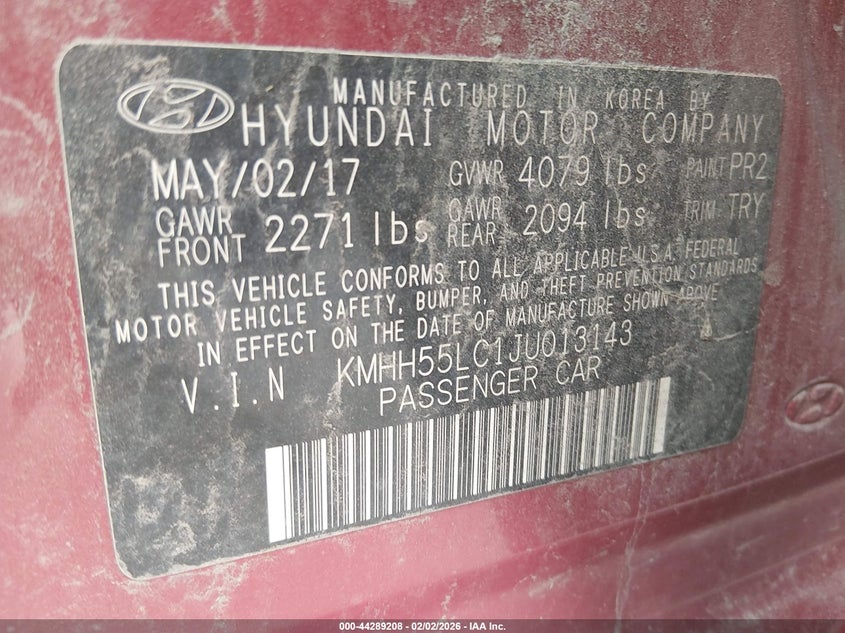 MANUFACTURED IN KOREA BY
HYUNDAI MOTOR COMPANY
MAY/02/17 GVWR 4079 lbs PAINT PR2
GAWR FRONT 2271 lbs GAWR REAR 2094 lbs TRIM TRY
THIS VEHICLE CONFORMS TO ALL APPLICABLE U.S.A. FEDERAL
MOTOR VEHICLE SAFETY, BUMPER, AND THEFT PREVENTION STANDARDS
IN EFFECT ON THE DATE OF MANUFACTURE SHOWN ABOVE
V.I.N KMHH55LC1JU013143
PASSENGER CAR
000-44289208 - 02/02/2026 - IAA Inc.